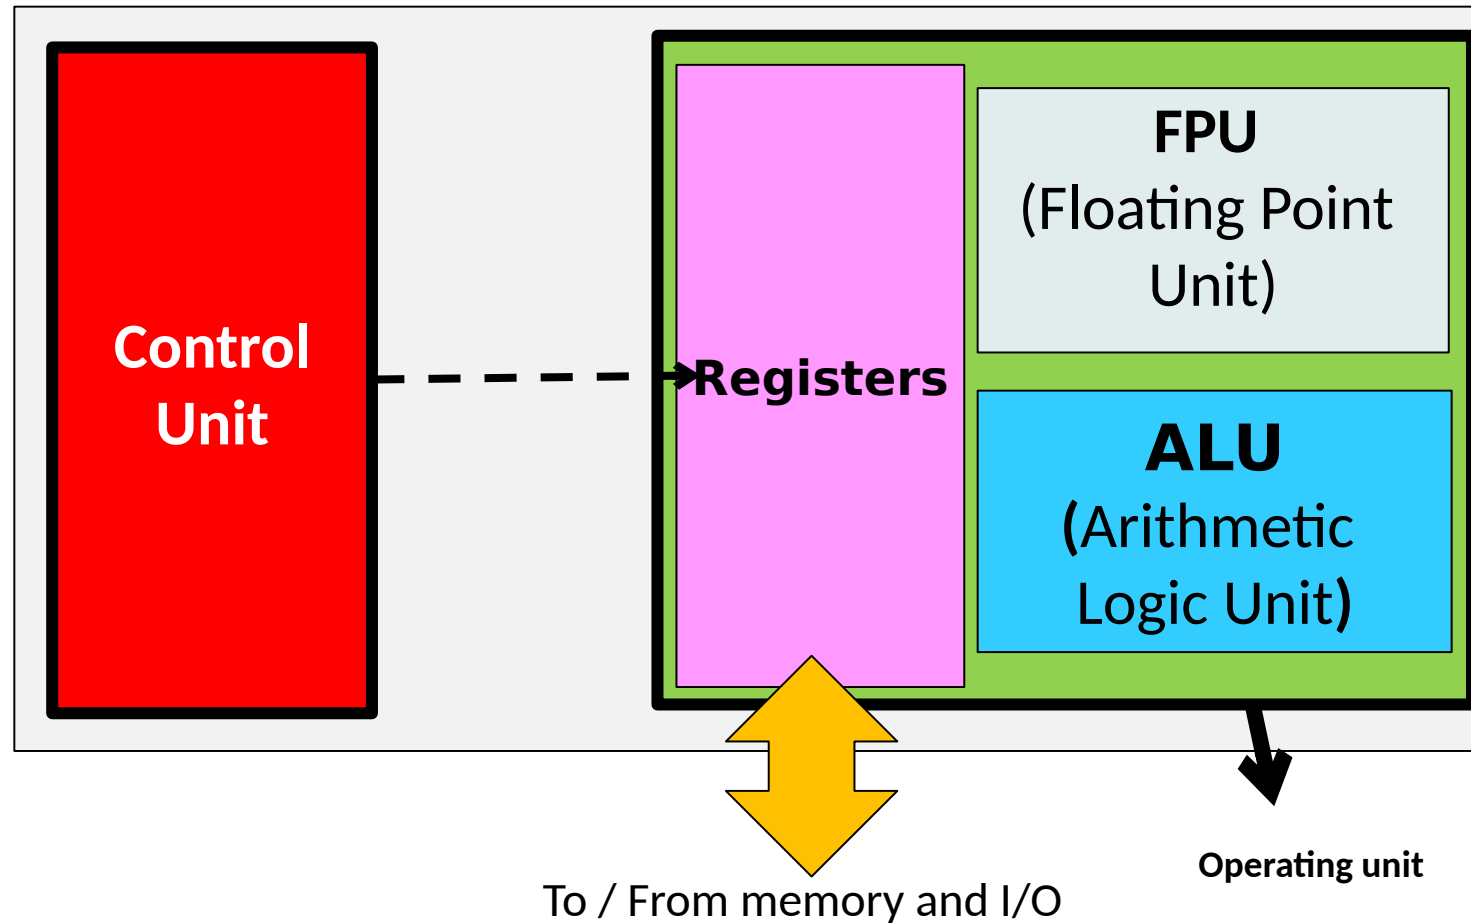 Control
Unit
Registers
FPU
(Floating Point
Unit)
ALU
(Arithmetic
Logic Unit)
Operating unit
To / From memory and I/O